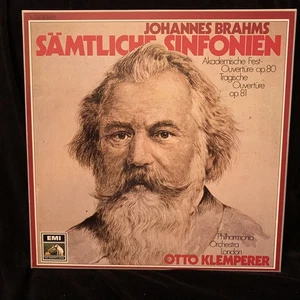 JOHANNES BRAHMS
SÄMTLICHE SINFONIEN
Akademische Fest-
Ouvertüre op.80
Tragische
Ouvertüre
op.81
EMI
Philharmonia
Orchestra
London
OTTO KLEMPERER